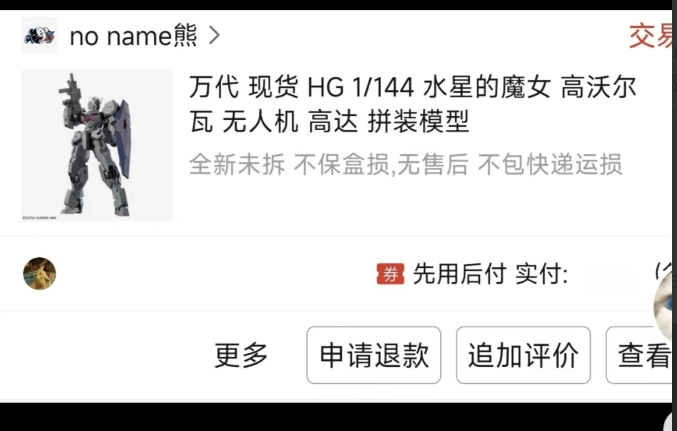 no name熊 >
交易
万代 现货 HG 1/144 水星的魔女 高沃尔
瓦 无人机 高达 拼装模型
全新未拆 不保盒损,无售后 不包快递运损
券 先用后付 实付:
更多
申请退款
追加评价
查看